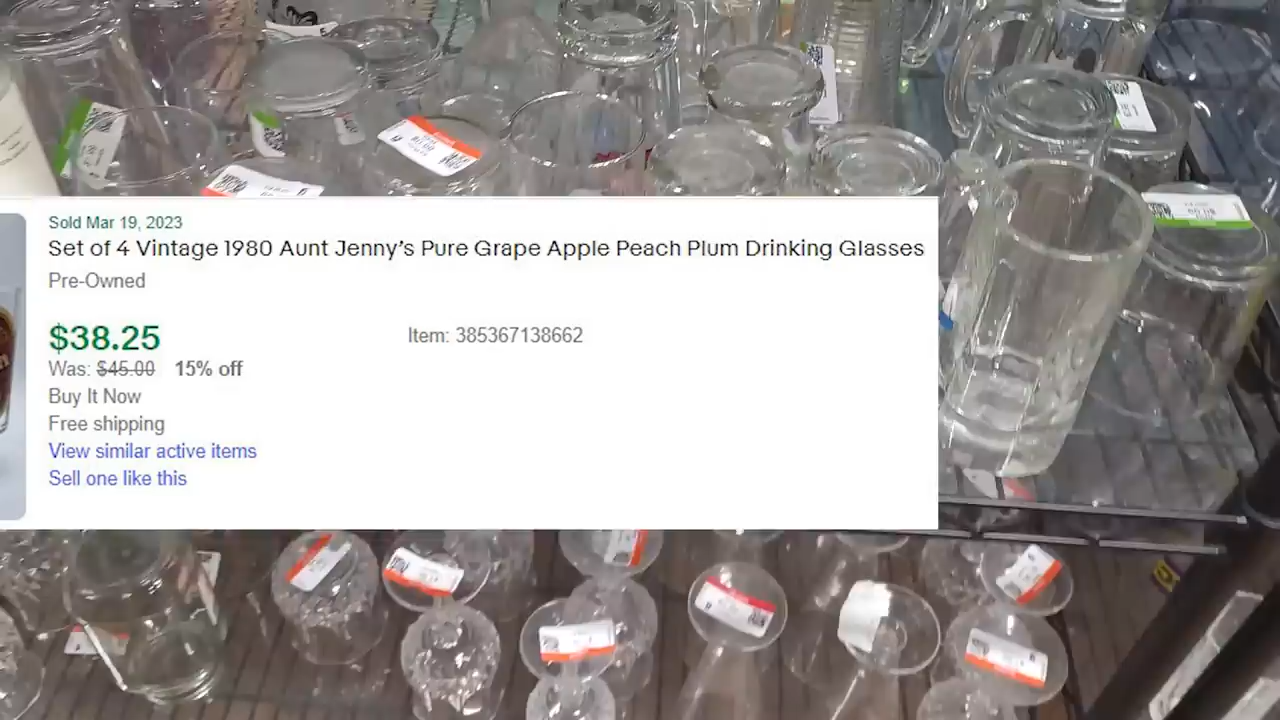 Sold Mar 19, 2023
Set of 4 Vintage 1980 Aunt Jenny’s Pure Grape Apple Peach Plum Drinking Glasses
Pre-Owned
$38.25
Item: 385367138662
Was: $45.00 15% off
Buy It Now
Free shipping
View similar active items
Sell one like this